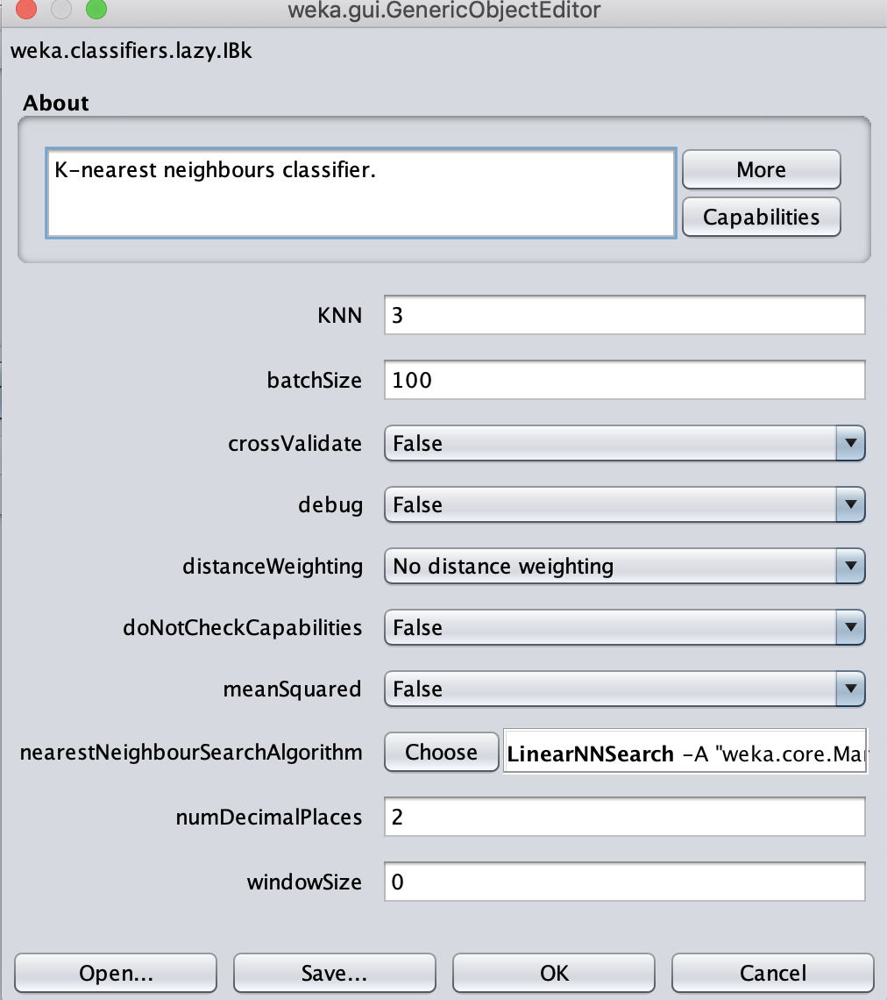 weka.gui.GenericObjectEditor
weka.classifiers.lazy.IBk
About
K-nearest neighbours classifier.
More
Capabilities
KNN 3
batchSize 100
crossValidate False
debug False
distanceWeighting No distance weighting
doNotCheckCapabilities False
meanSquared False
nearestNeighbourSearchAlgorithm Choose LinearNNSearch -A "weka.core.Ma
numDecimalPlaces 2
windowSize 0
Open... Save... OK Cancel